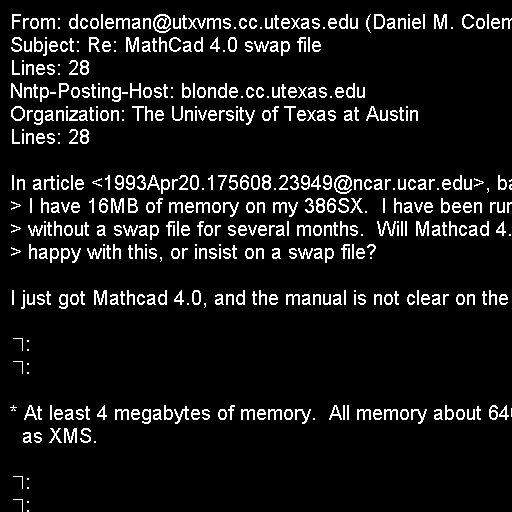 From: dcoleman@utxvms.cc.utexas.edu (Daniel M. Colem
Subject: Re: MathCad 4.0 swap file
Lines: 28
Nntp-Posting-Host: blonde.cc.utexas.edu
Organization: The University of Texas at Austin
Lines: 28
In article <1993Apr20.175608.23949@ncar.ucar.edu>, ba
> I have 16MB of memory on my 386SX.  I have been run
> without a swap file for several months.  Will Mathcad 4.
> happy with this, or insist on a swap file?
I just got Mathcad 4.0, and the manual is not clear on the
:
:
* At least 4 megabytes of memory.  All memory about 640
as XMS.
:
: